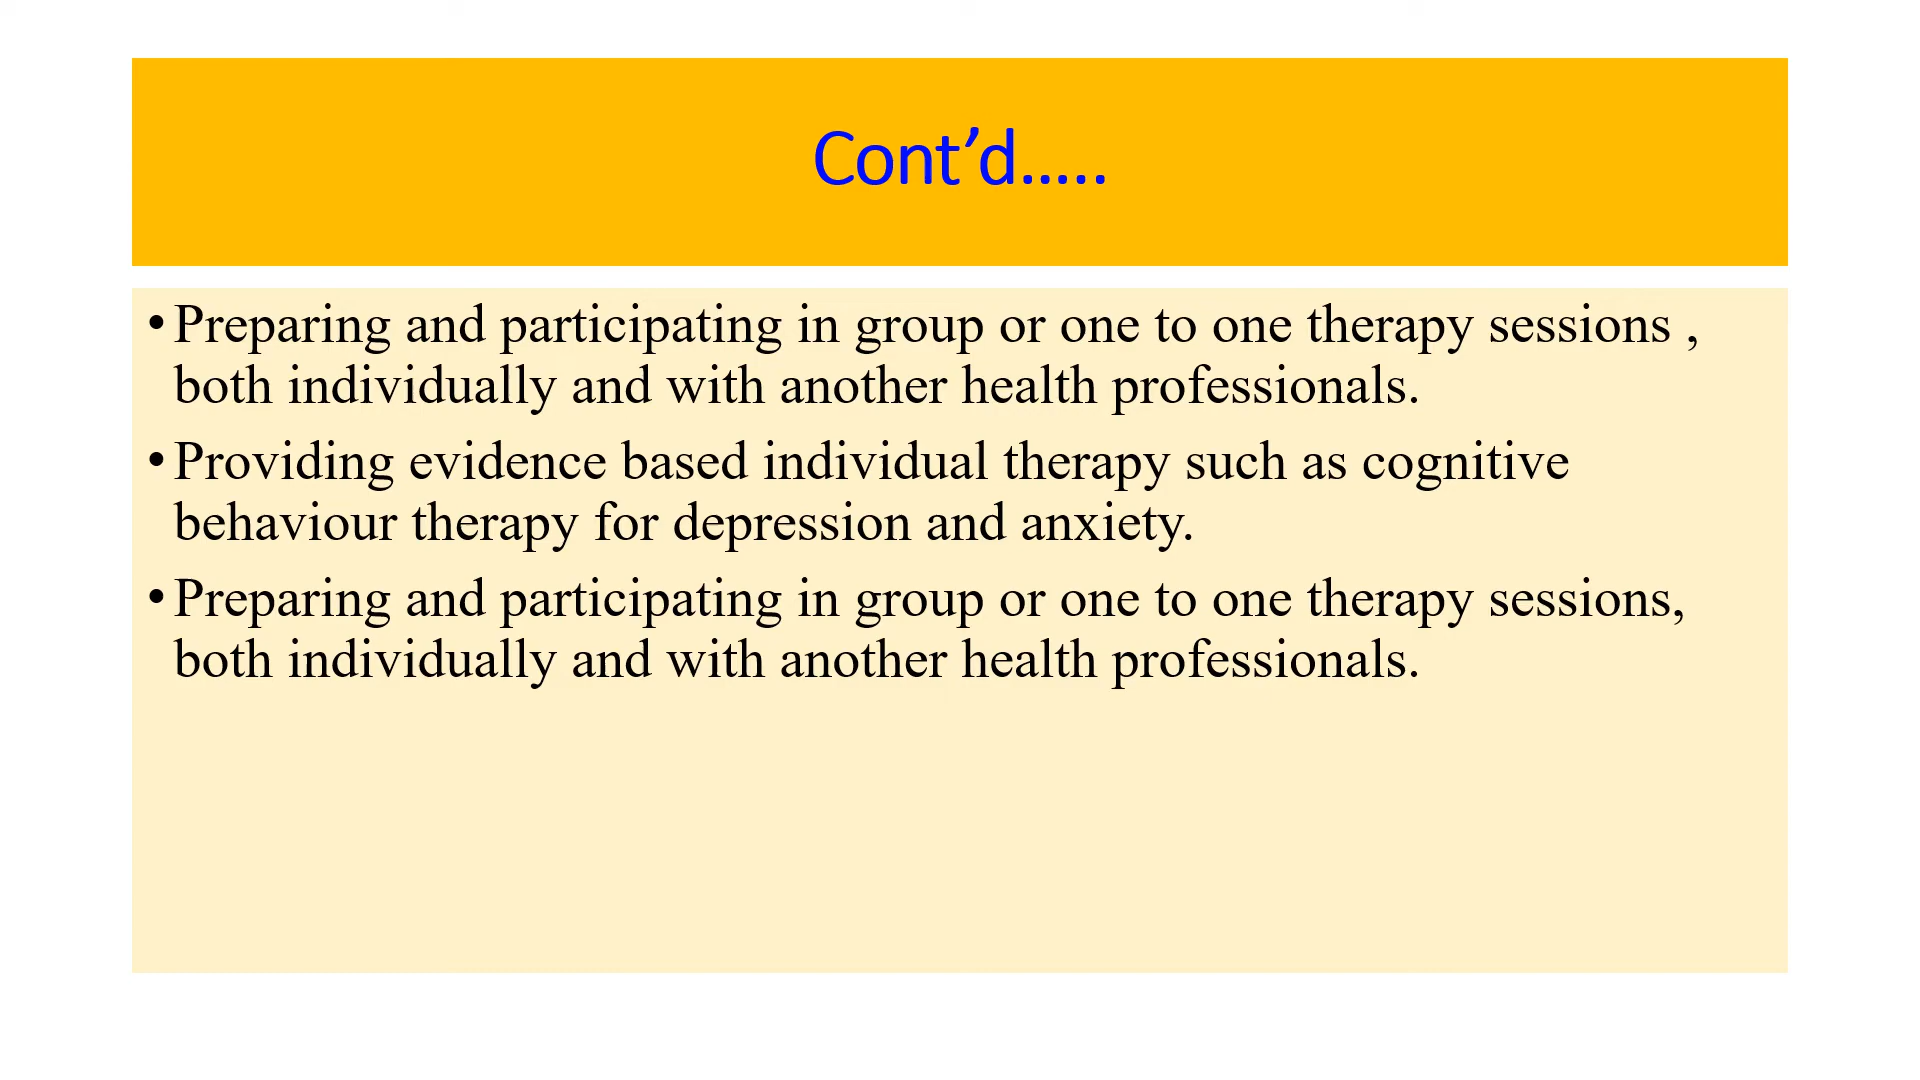 Cont’d.....
•Preparing and participating in group or one to one therapy sessions ,
both individually and with another health professionals.
•Providing evidence based individual therapy such as cognitive
behaviour therapy for depression and anxiety.
•Preparing and participating in group or one to one therapy sessions,
both individually and with another health professionals.